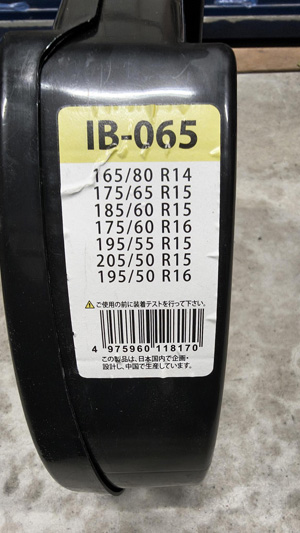 IB-065
165/80 R14
175/65 R15
185/60 R15
175/60 R16
195/55 R15
205/50 R15
195/50 R16
⚠ご使用の前に装着テストを行って下さい。
4 975960 118170
この製品は、日本国内で企画・
設計し、中国で生産しています。